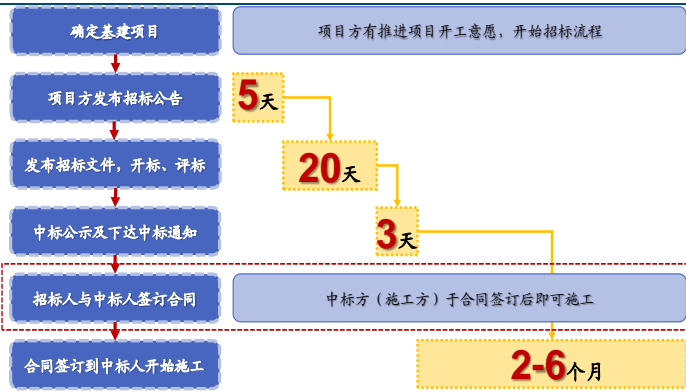 确定基建项目
项目方有推进项目开工意愿，开始招标流程
项目方发布招标公告
5天
发布招标文件，开标、评标
20天
中标公示及下达中标通知
3天
招标人与中标人签订合同
中标方（施工方）于合同签订后即可施工
合同签订到中标人开始施工
2-6个月